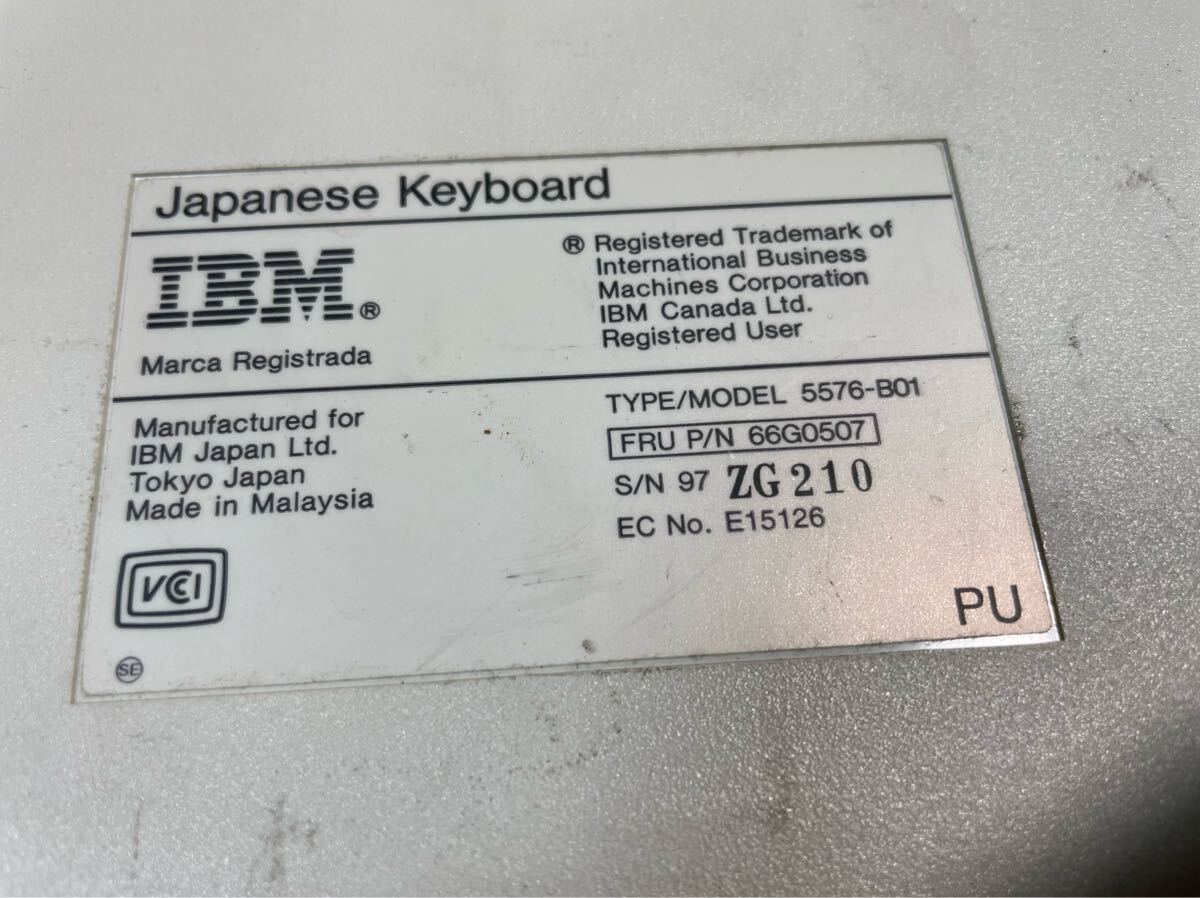 Japanese Keyboard
IBM®
Marca Registrada
® Registered Trademark of
International Business
Machines Corporation
IBM Canada Ltd.
Registered User
Manufactured for
IBM Japan Ltd.
Tokyo Japan
Made in Malaysia
TYPE/MODEL 5576-B01
FRU P/N 66G0507
S/N 97 ZG210
EC No. E15126
VCCI
SE
PU